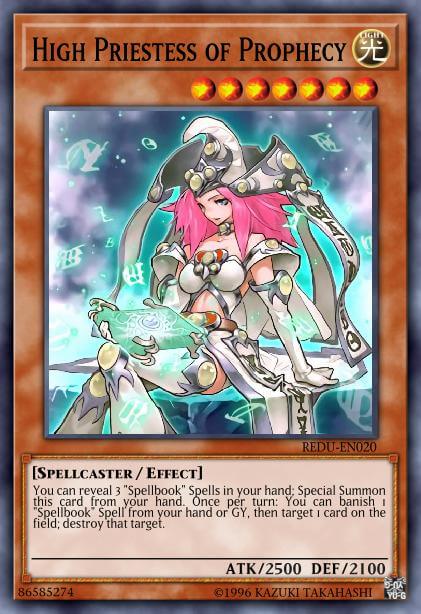 High Priestess of Prophecy
LIGHT
光
REDU-EN020
[Spellcaster / Effect]
You can reveal 3 "Spellbook" Spells in your hand; Special Summon
this card from your hand. Once per turn: You can banish 1
"Spellbook" Spell from your hand or GY, then target 1 card on
the field; destroy that target.
ATK/2500 DEF/2100
86585274
©1996 KAZUKI TAKAHASHI